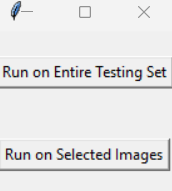 Run on Entire Testing Set
Run on Selected Images